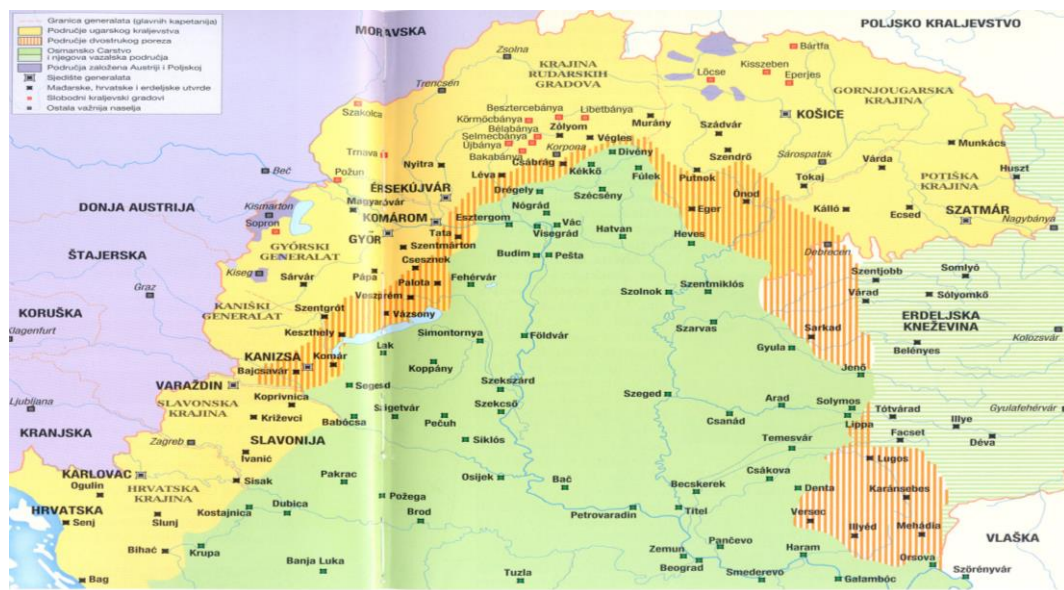 Granica generalata (glavnih kapetanija)
Područje ugarskog kraljevstva
Područje dvostrukog poreza
Osmansko Carstvo
i njegova vazalska područja
Područja založena Austriji i Poljskoj
Sjedište generalata
Mađarske, hrvatske i erdeljske utvrde
Slobodni kraljevski gradovi
Ostala važnija naselja
MORAVSKA
POLJSKO KRALJEVSTVO
Zsolna
Bártfa
Trencsén
KRAJINA
RUDARSKIH
GRADOVA
Lőcse
Kisszeben
Eperjes
GORNJOUGARSKA
KRAJINA
Szakolca
Besztercebánya
Libetbánya
Körmöcbánya
Zólyom
Murány
KOŠICE
Bélabánya
Selmecbánya
Végles
Szádvár
Újbánya
Korpona
Bakabánya
Divény
Munkács
Trnava
Nyitra
Csábrág
Kékkő
Szendrő
Sárospatak
Várda
Beč
Požun
Léva
Fülek
Putnok
Tokaj
POTISKA
KRAJINA
Huszt
DONJA AUSTRIJA
Kismarton
Magyaróvár
ÉRSEKÚJVÁR
Drégely
Szécsény
Ónod
Sopron
KOMÁROM
Esztergom
Nógrád
Eger
Kálló
Ecsed
SZATMÁR
Nagybánya
GYŐR
Tata
Vác
Visegrád
Hatvan
Heves
Debrecen
ŠTAJERSKA
GYŐRSKI
GENERALAT
Szentmárton
Budim
Pešta
Csesznek
Kiseg
Sárvár
Pápa
Palota
Fehérvár
Szentjobb
Somlyó
Graz
Szolnok
Szentmiklós
Várad
Sólyomkő
KORUŠKA
KANIŠKI
GENERALAT
Szentgrót
Veszprém
Vázsony
ERDELJSKA
KNEŽEVINA
Klagenfurt
Keszthely
Simontornya
Földvár
Szarvas
Sarkad
Kolozsvár
KANIZSA
Komár
Lak
Gyula
Belényes
Bajcsavár
Koppány
Jenő
VARAŽDIN
Segesd
Szekszárd
Szeged
Arad
Solymos
Gyulafehérvár
Ljubljana
SLAVONSKA
KRAJINA
Koprivnica
Szigetvár
Szekcső
Tótvárad
Illye
Križevci
Babócsa
Pečuh
Csanád
Lippa
Facset
Déva
KRANJSKA
Zagreb
SLAVONIJA
Siklós
Temesvár
Ivanić
Lugos
KARLOVAC
Pakrac
Osijek
Bač
Csákova
Ogulin
HRVATSKA
KRAJINA
Sisak
Becskerek
Denta
Karánsebes
HRVATSKA
Dubica
Požega
Kostajnica
Brod
Petrovaradin
Titel
Versec
Senj
Slunj
Illyéd
Mehádia
Bihać
Krupa
Pančevo
Haram
VLAŠKA
Banja Luka
Zemun
Orsova
Beograd
Bag
Tuzla
Smederevo
Galambóc
Szörényvár